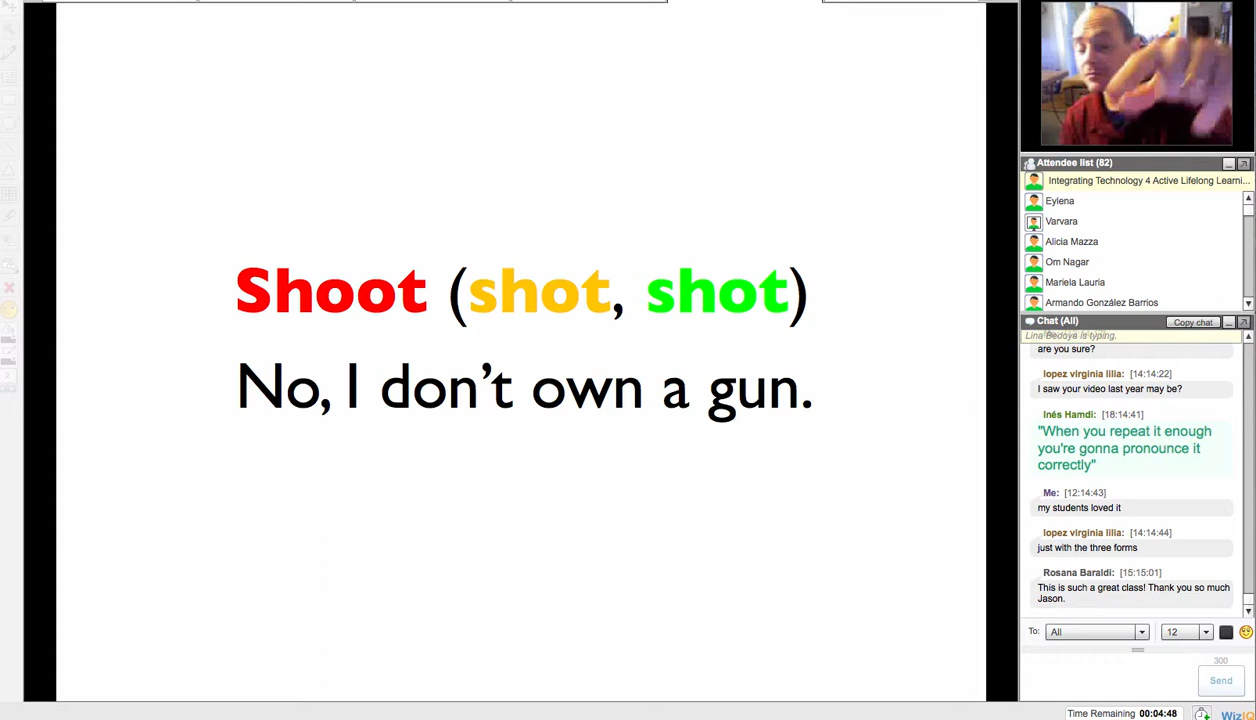 Shoot (shot, shot)
No, I don't own a gun.
Attendee list (82)
Integrating Technology 4 Active Lifelong Learni...
Eylena
Varvara
Alicia Mazza
Om Nagar
Mariela Lauria
Armando González Barrios
Chat (All)
Copy chat
Lina Bedoya is typing.
are you sure?
lopez virginia lilia: [14:14:22]
I saw your video last year may be?
Inés Hamdi: [18:14:41]
"When you repeat it enough
you're gonna pronounce it
correctly"
Me: [12:14:43]
my students loved it
lopez virginia lilia: [14:14:44]
just with the three forms
Rosana Baraldi: [15:15:01]
This is such a great class! Thank you so much
Jason.
To: All 12
300
Send
Time Remaining 00:04:48
WizIQ